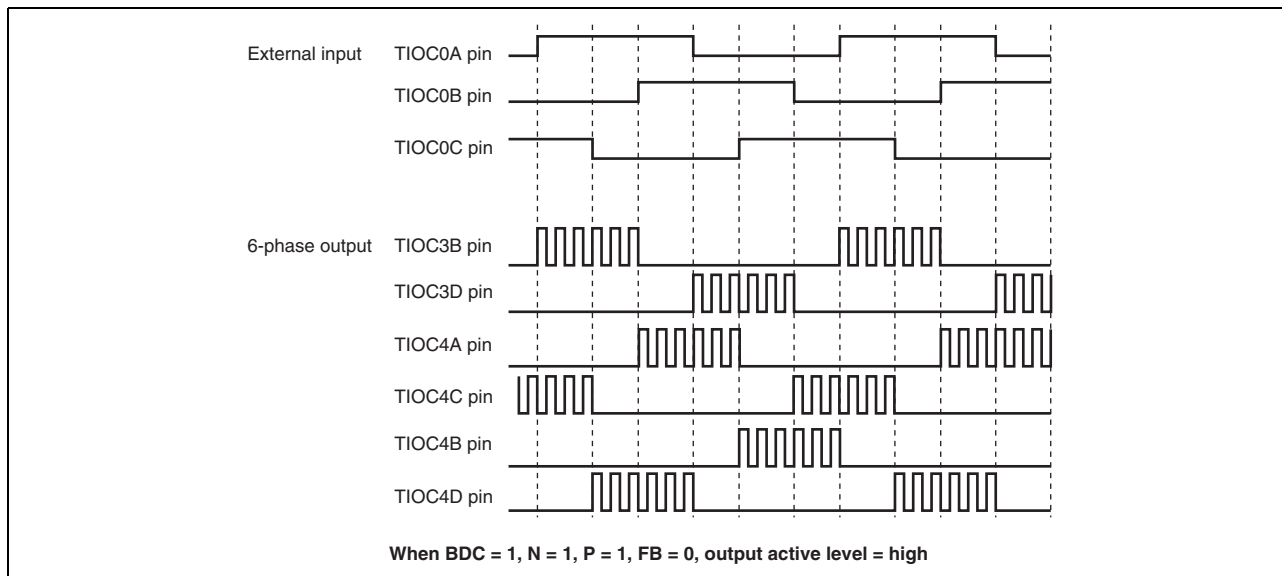 External input TIOC0A pin
TIOC0B pin
TIOC0C pin
6-phase output TIOC3B pin
TIOC3D pin
TIOC4A pin
TIOC4C pin
TIOC4B pin
TIOC4D pin
When BDC = 1, N = 1, P = 1, FB = 0, output active level = high